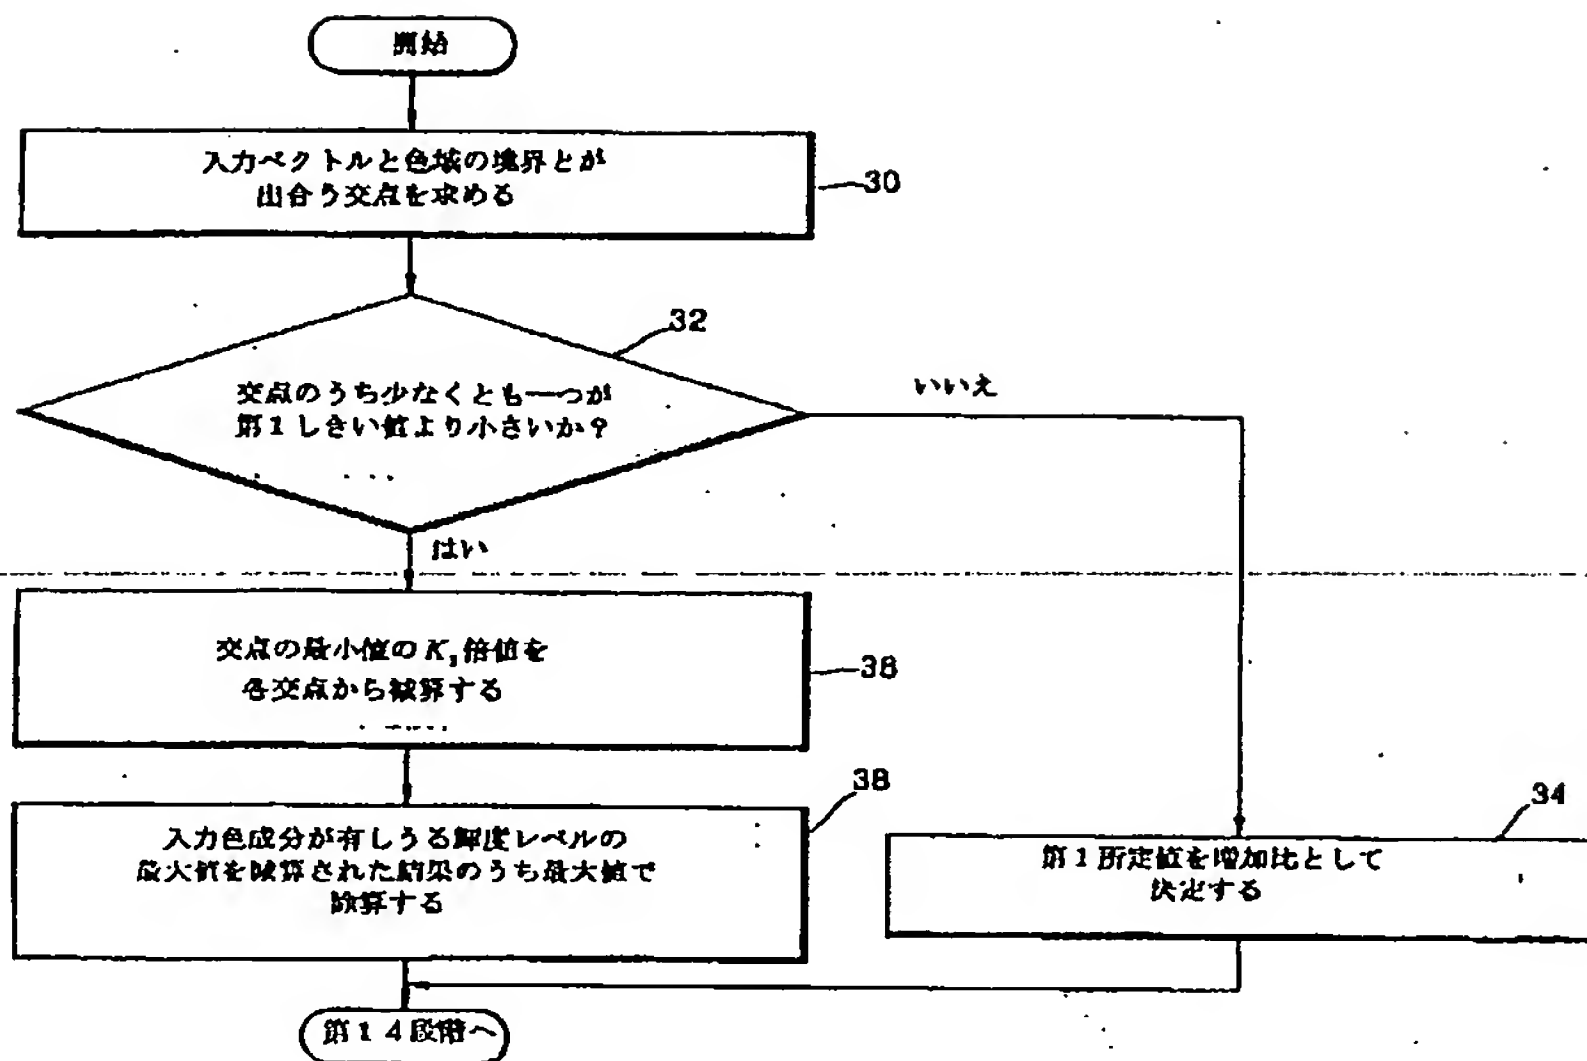 開始
入力ベクトルと色域の境界とが
出合う交点を求める
30
32
交点のうち少なくとも一つが
第1しきい値より小さいか?
いいえ
はい
交点の最小値のK₁倍値を
各交点から減算する
38
入力色成分が有しうる輝度レベルの
最大値を減算された結果のうち最大値で
除算する
38
第1所定値を増加比として
決定する
34
第14段階へ